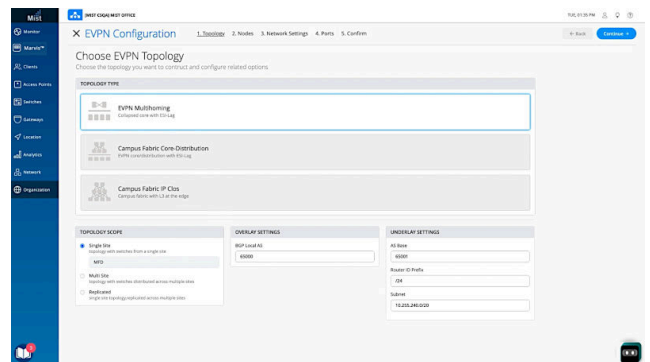 Mist
[MIST CSQA] MIST OFFICE
TUE, 01:35 PM
Monitor
Marvis™
Clients
Access Points
Switches
Gateways
Location
Analytics
Network
Organization
EVPN Configuration
1. Topology 2. Nodes 3. Network Settings 4. Ports 5. Confirm
Back
Continue
Choose EVPN Topology
Choose the topology you want to contruct and configure related options
TOPOLOGY TYPE
EVPN Multihoming
Collapsed core with ESI-Lag
Campus Fabric Core-Distribution
EVPN core/distribution with ESI-Lag
Campus Fabric IP Clos
Campus fabric with L3 at the edge
TOPOLOGY SCOPE
Single Site
topology with switches from a single site
MFD
Multi Site
topology with switches distributed across multiple sites
Replicated
single site topology replicated across multiple sites
OVERLAY SETTINGS
BGP Local AS
65000
UNDERLAY SETTINGS
AS Base
65001
Router ID Prefix
/24
Subnet
10.255.240.0/20